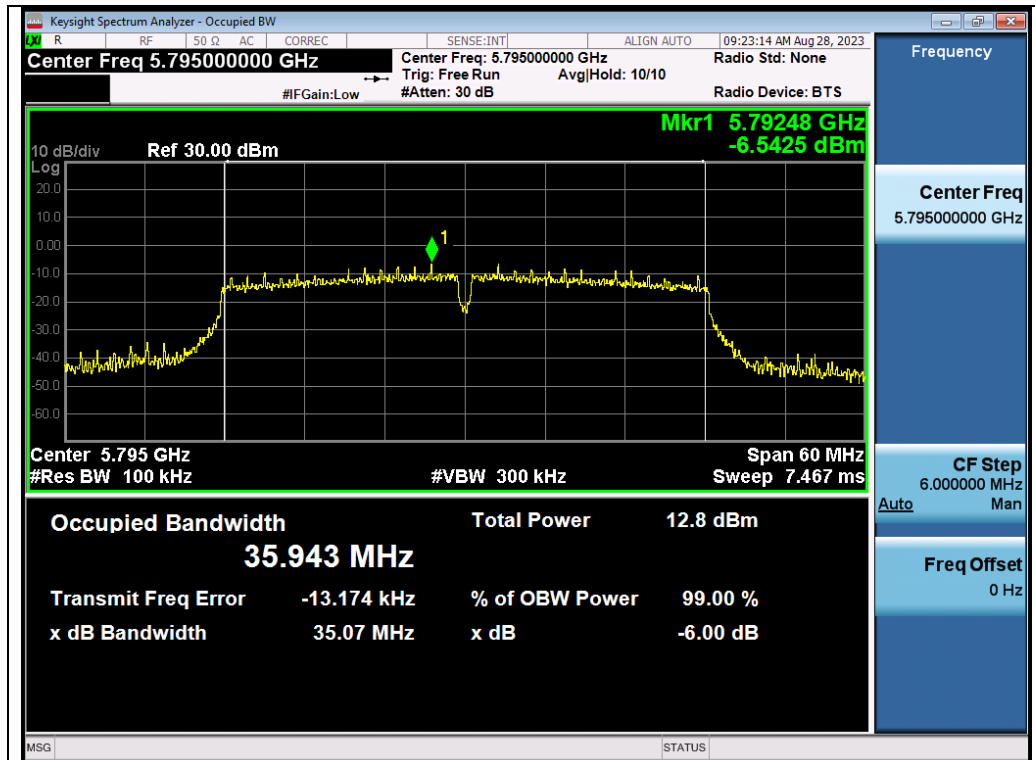 Keysight Spectrum Analyzer - Occupied BW
LXI R RF 50 Ω AC CORREC SENSE:INT ALIGN AUTO 09:23:14 AM Aug 28, 2023
Center Freq 5.795000000 GHz
Center Freq: 5.795000000 GHz Radio Std: None
Trig: Free Run Avg|Hold: 10/10
#IFGain:Low #Atten: 30 dB Radio Device: BTS
Frequency
Mkr1 5.79248 GHz
-6.5425 dBm
10 dB/div Ref 30.00 dBm
Log
20.0
10.0
0.00
-10.0
-20.0
-30.0
-40.0
-50.0
-60.0
1
Center 5.795 GHz Span 60 MHz
#Res BW 100 kHz #VBW 300 kHz Sweep 7.467 ms
Occupied Bandwidth Total Power 12.8 dBm
35.943 MHz
Transmit Freq Error -13.174 kHz % of OBW Power 99.00 %
x dB Bandwidth 35.07 MHz x dB -6.00 dB
Center Freq
5.795000000 GHz
CF Step
6.000000 MHz
Auto Man
Freq Offset
0 Hz
MSG STATUS